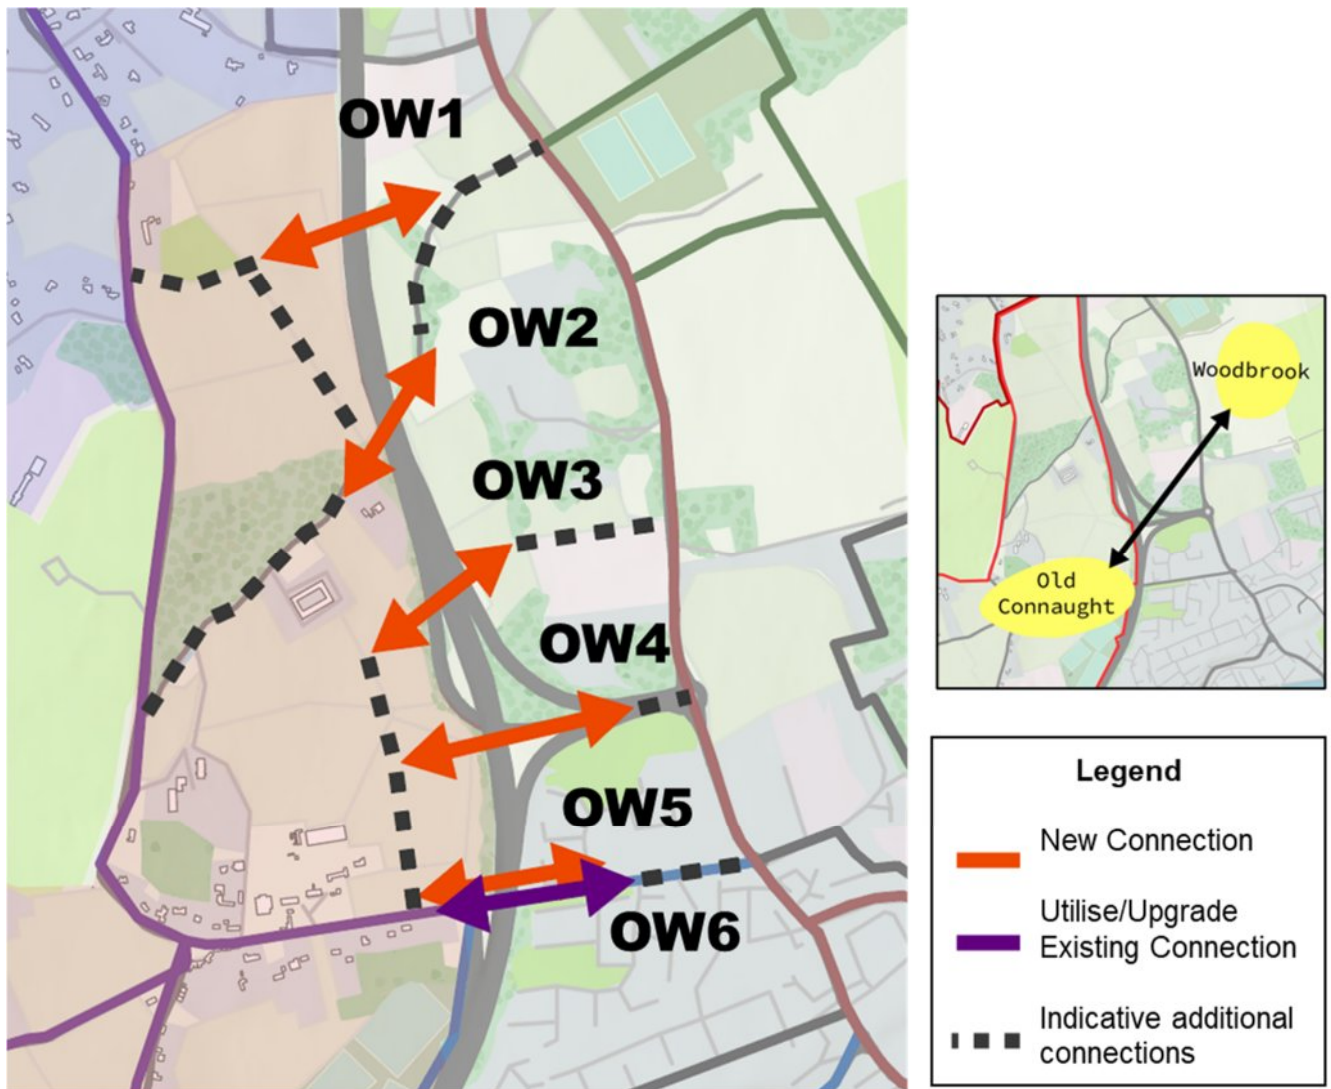 OW1
OW2
OW3
OW4
OW5
OW6
Woodbrook
Old
Connaught
Legend
New Connection
Utilise/Upgrade
Existing Connection
Indicative additional
connections